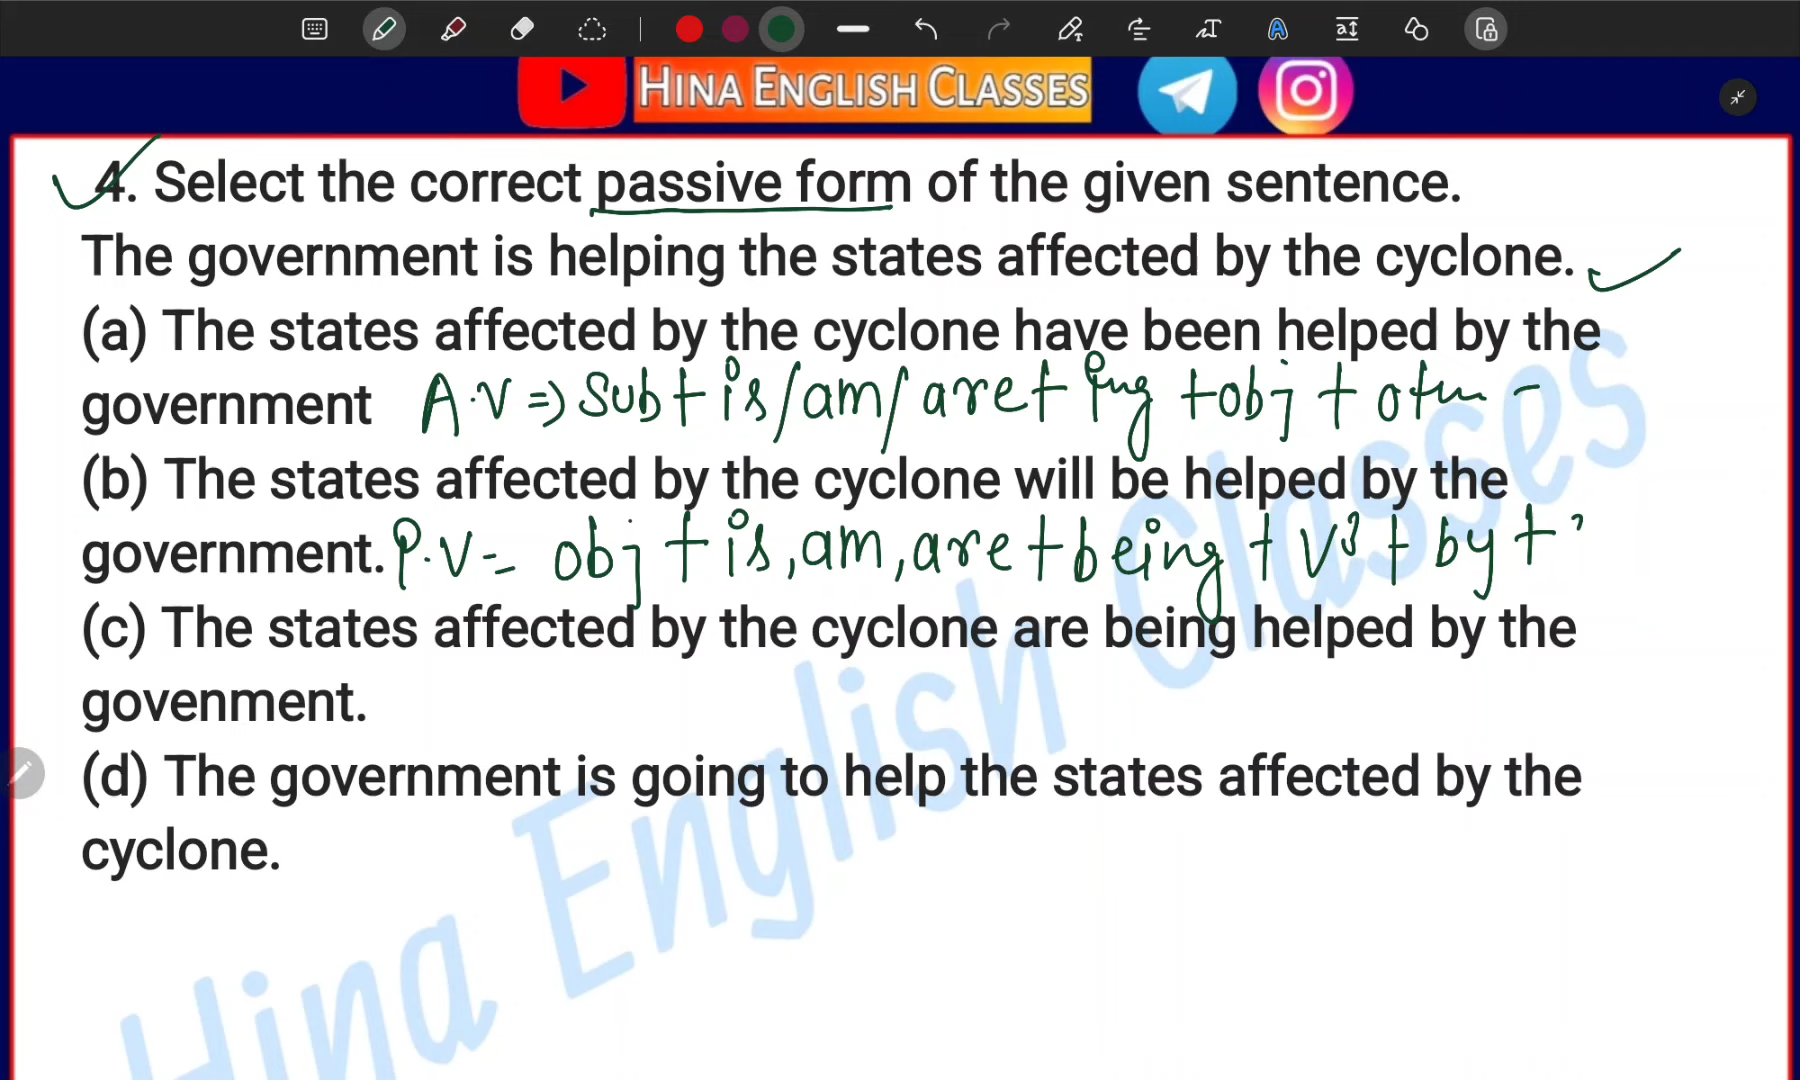 HINA ENGLISH CLASSES
4. Select the correct passive form of the given sentence.
The government is helping the states affected by the cyclone.
(a) The states affected by the cyclone have been helped by the
government A.V => Sub + is/am/are + ing + obj +
(b) The states affected by the cyclone will be helped by the
government. P.V = obj + is, am, are + being + V3 + by +
(c) The states affected by the cyclone are being helped by the
govenment.
(d) The government is going to help the states affected by the
cyclone.
Hina English Classes